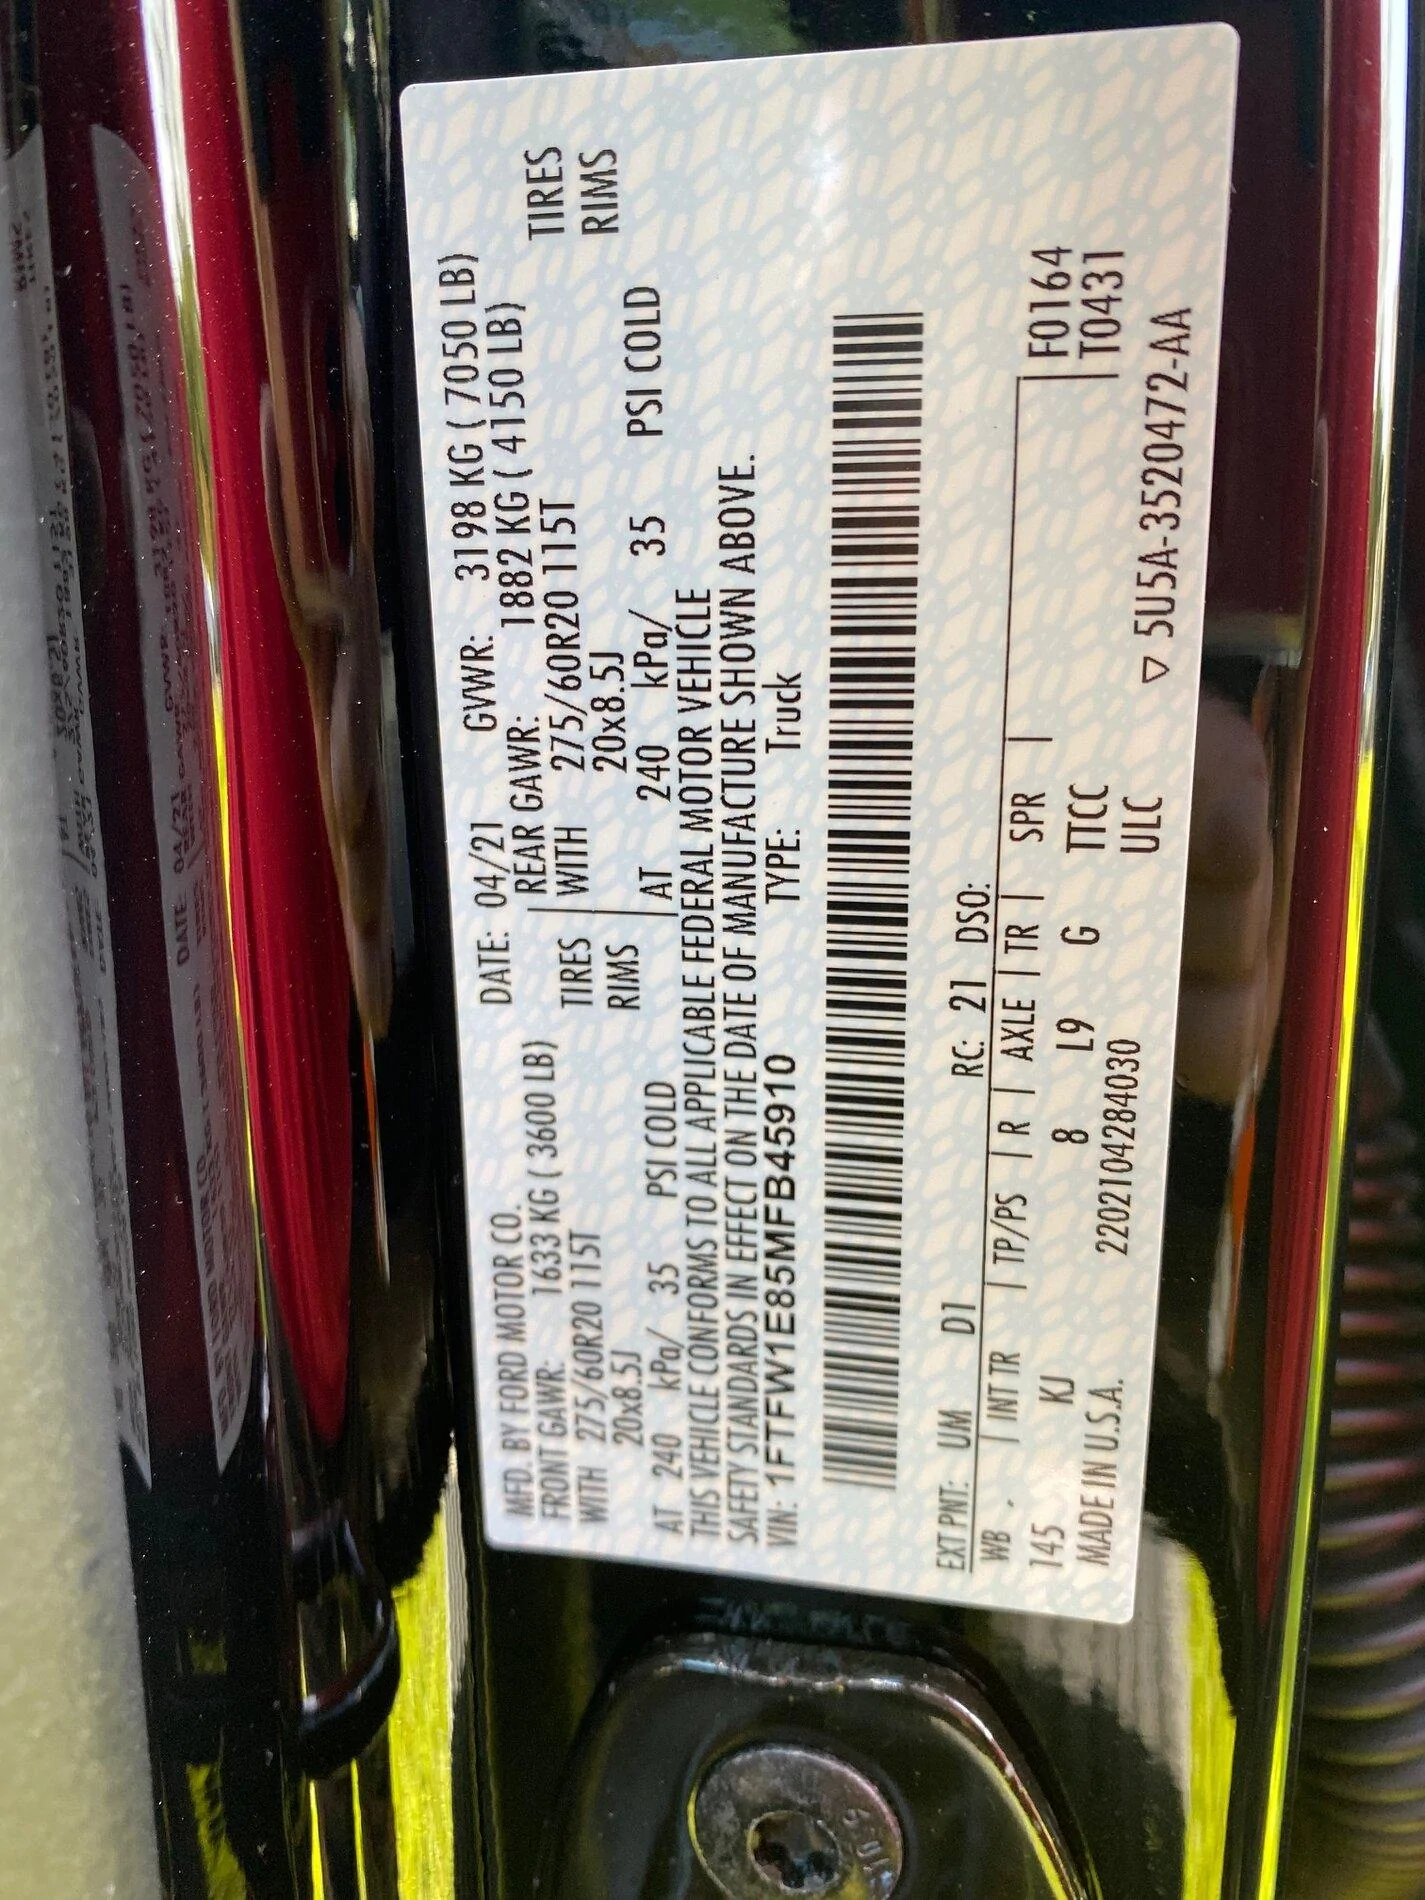 MFD. BY FORD MOTOR CO. DATE: 04/21 GVWR: 3198 KG ( 7050 LB)
FRONT GAWR: 1633 KG ( 3600 LB) REAR GAWR: 1882 KG ( 4150 LB)
WITH 275/60R20 115T TIRES WITH 275/60R20 115T TIRES
20x8.5J RIMS 20x8.5J RIMS
AT 240 kPa/ 35 PSI COLD AT 240 kPa/ 35 PSI COLD
THIS VEHICLE CONFORMS TO ALL APPLICABLE FEDERAL MOTOR VEHICLE
SAFETY STANDARDS IN EFFECT ON THE DATE OF MANUFACTURE SHOWN ABOVE.
VIN: 1FTFW1E85MFB45910 TYPE: Truck
EXT PNT: UM D1 RC: 21 DSO:
WB | INT TR | TP/PS | R | AXLE | TR | SPR | F0164
145 KJ 8 L9 G TTCC T0431
MADE IN U.S.A. 2202104284030 ULC
▽ 5U5A-3520472-AA
10.9